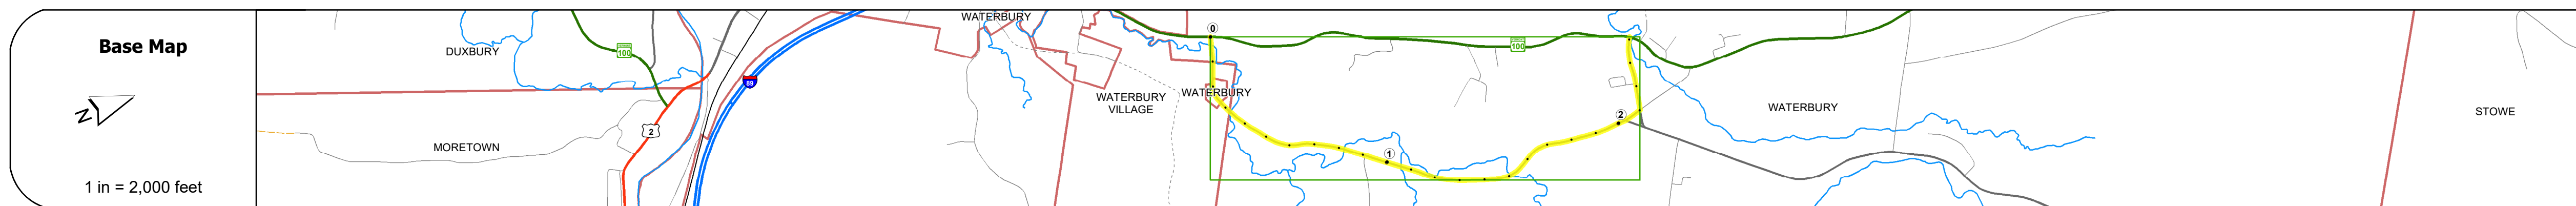 Base Map
N
1 in = 2,000 feet
DUXBURY
100
MORETOWN
2
89
WATERBURY
WATERBURY
VILLAGE
WATERBURY
0
1
2
100
WATERBURY
STOWE